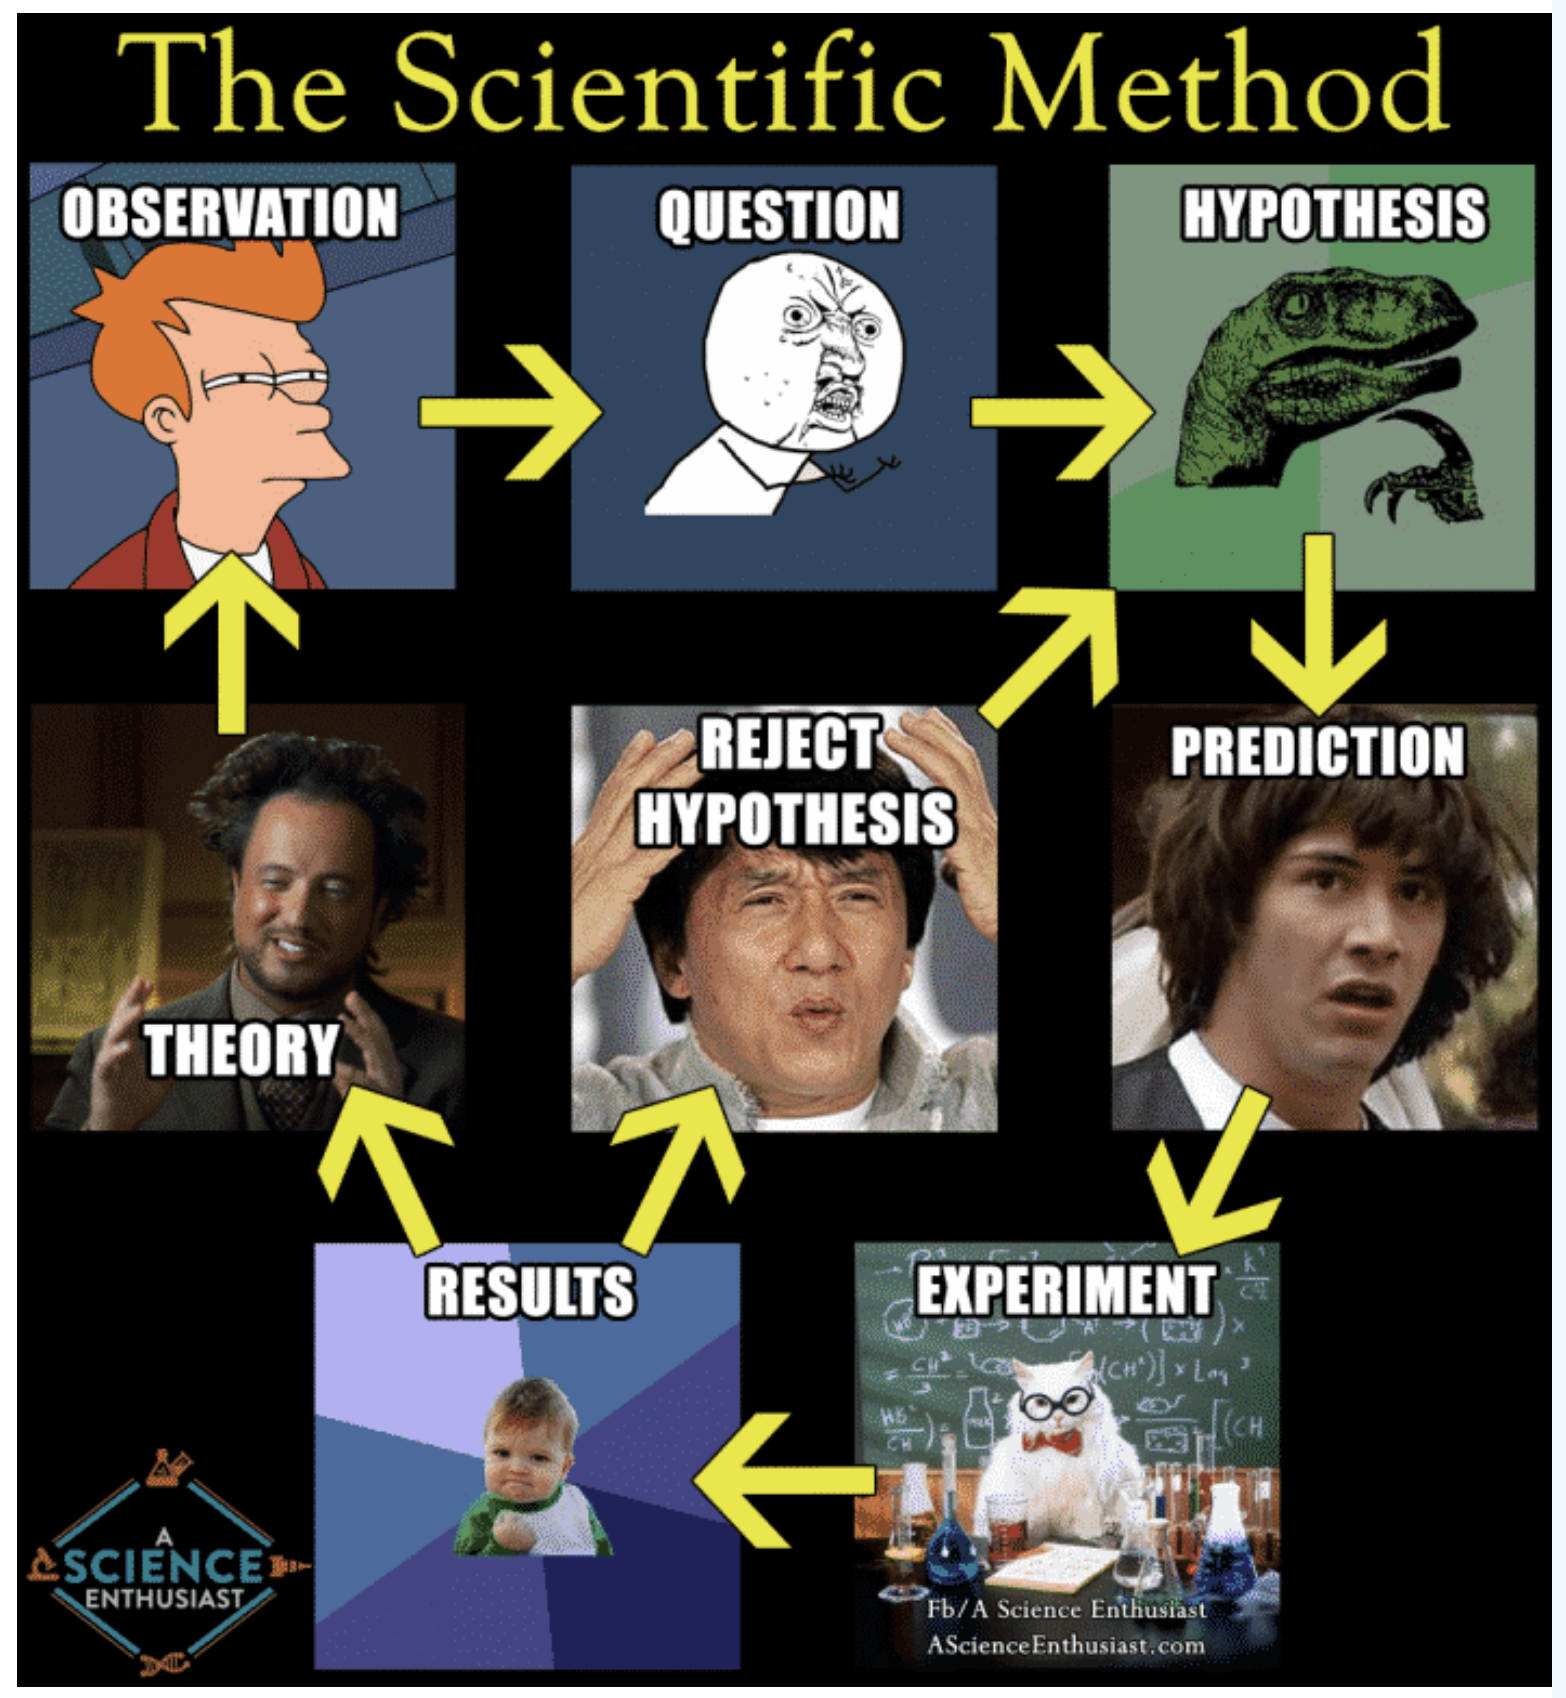 The Scientific Method
OBSERVATION
QUESTION
HYPOTHESIS
REJECT
HYPOTHESIS
PREDICTION
THEORY
RESULTS
EXPERIMENT
A
SCIENCE
ENTHUSIAST
Fb/A Science Enthusiast
AScienceEnthusiast.com